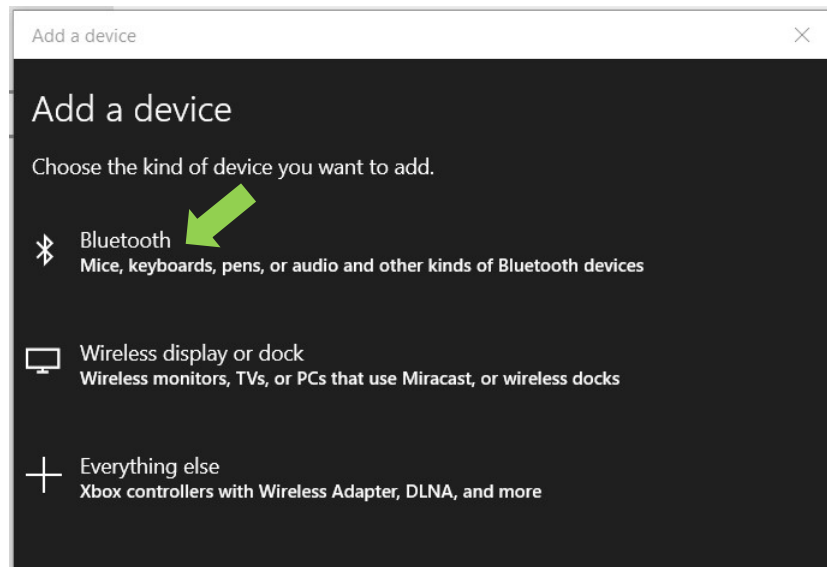 Add a device
Add a device
Choose the kind of device you want to add.
Bluetooth
Mice, keyboards, pens, or audio and other kinds of Bluetooth devices
Wireless display or dock
Wireless monitors, TVs, or PCs that use Miracast, or wireless docks
Everything else
Xbox controllers with Wireless Adapter, DLNA, and more